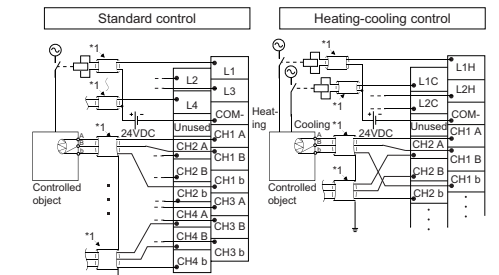 Standard control
*1
L1
L2
*1
L3
L4
COM-
*1
24VDC
Unused
CH1 A
CH2 A
A
B
b
CH1 B
CH2 B
CH1 b
CH2 b
Controlled
object
CH3 A
CH4 A
CH3 B
CH4 B
*1
CH3 b
CH4 b
Heating-cooling control
*1
L1H
L1C
L2H
*1
L2C
COM-
Heat-
ing
Cooling
*1
24VDC
Unused
CH1 A
CH2 A
A
B
b
CH1 B
*1
CH2 B
CH1 b
CH2 b
Controlled
object